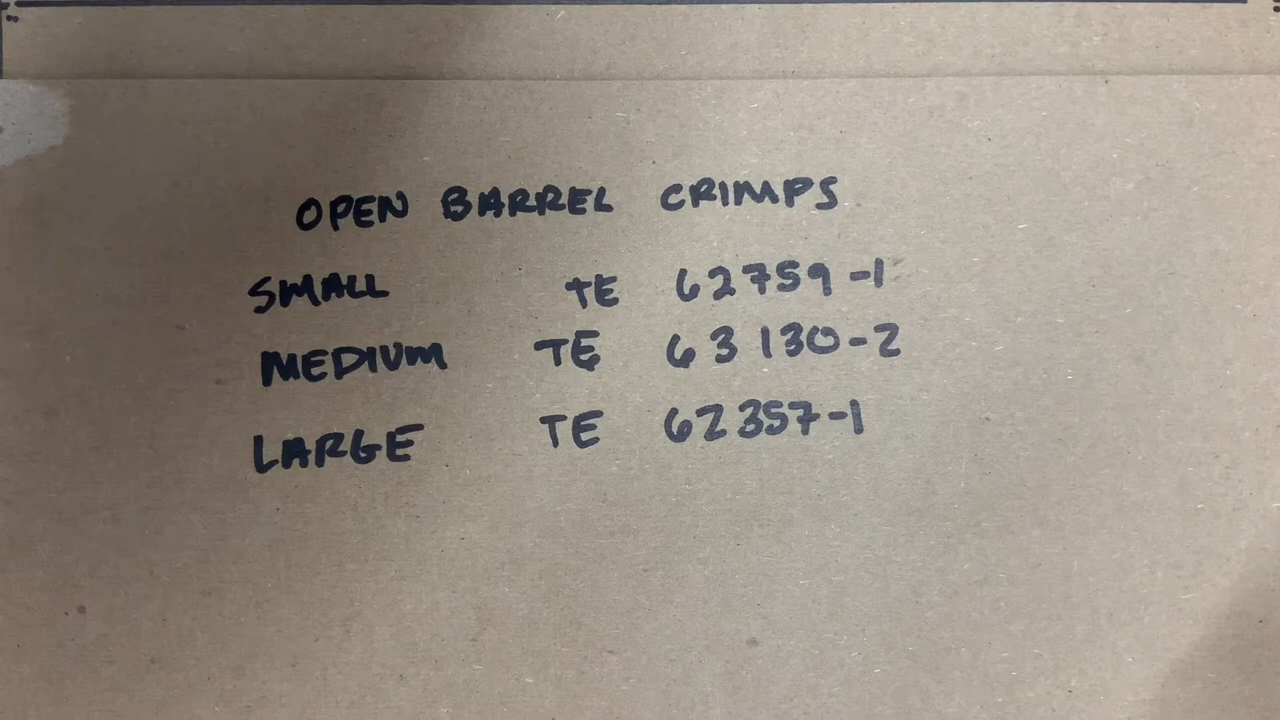 OPEN BARREL CRIMPS
SMALL TE 62759-1
MEDIUM TE 63130-2
LARGE TE 62357-1